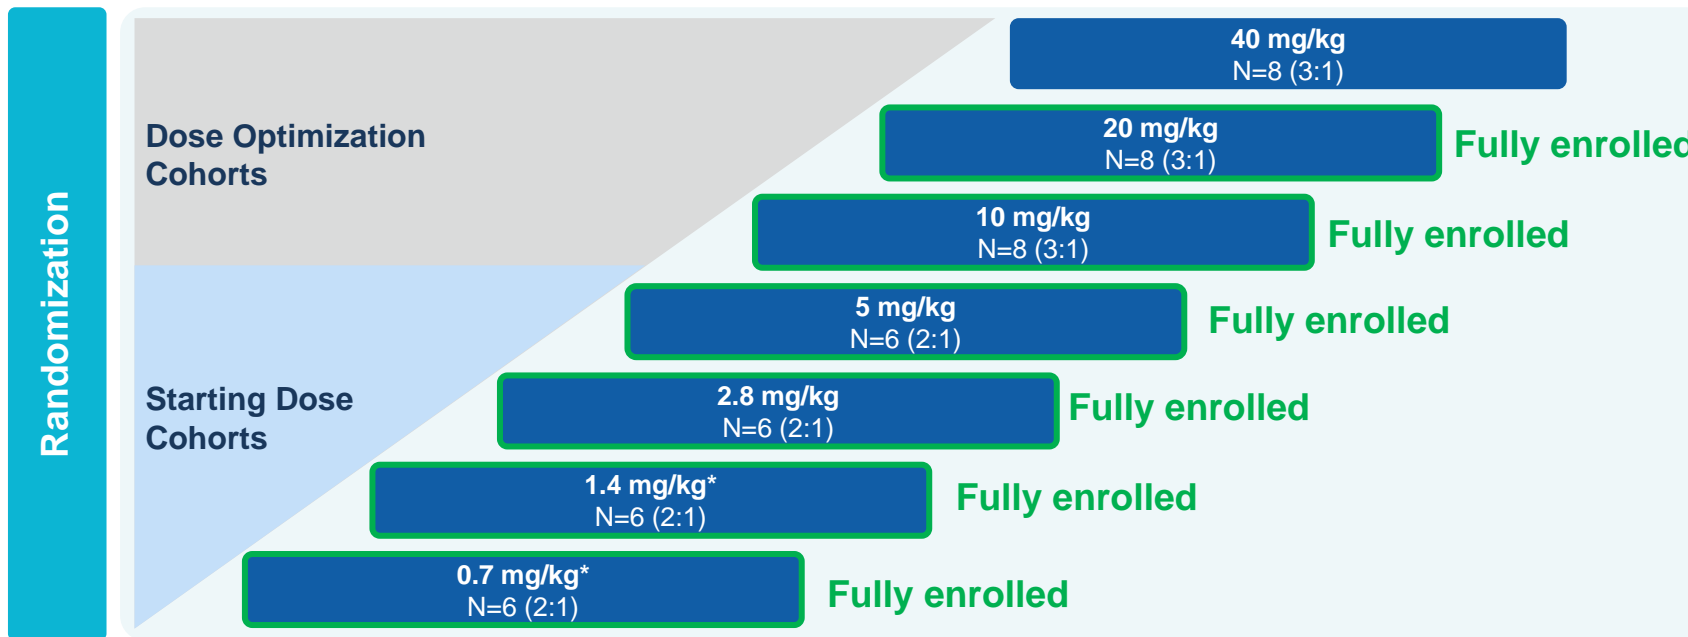 Randomization
Dose Optimization
Cohorts
Starting Dose
Cohorts
40 mg/kg
N=8 (3:1)
20 mg/kg
N=8 (3:1)
Fully enrolled
10 mg/kg
N=8 (3:1)
Fully enrolled
5 mg/kg
N=6 (2:1)
Fully enrolled
2.8 mg/kg
N=6 (2:1)
Fully enrolled
1.4 mg/kg*
N=6 (2:1)
Fully enrolled
0.7 mg/kg*
N=6 (2:1)
Fully enrolled